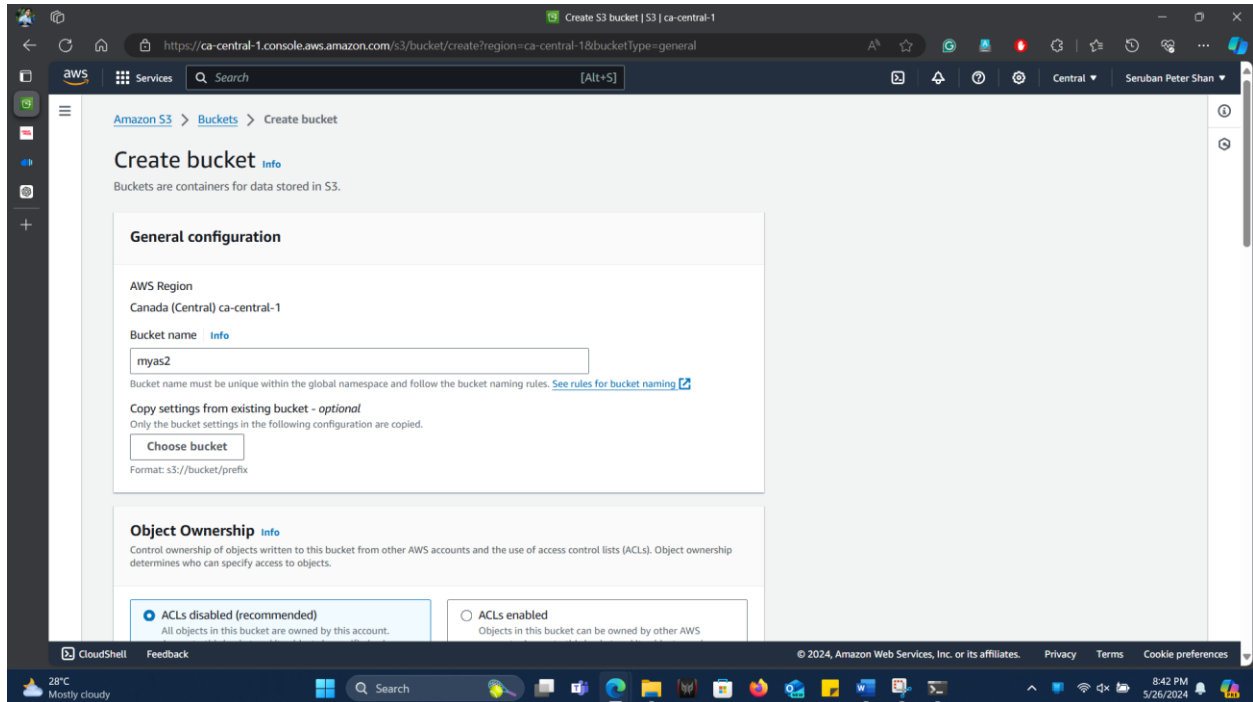 Create S3 bucket | S3 | ca-central-1
https://ca-central-1.console.aws.amazon.com/s3/bucket/create?region=ca-central-1&bucketType=general
aws
Services
Search
[Alt+S]
Central
Seruban Peter Shan
Amazon S3 > Buckets > Create bucket
Create bucket Info
Buckets are containers for data stored in S3.
General configuration
AWS Region
Canada (Central) ca-central-1
Bucket name Info
myas2
Bucket name must be unique within the global namespace and follow the bucket naming rules. See rules for bucket naming
Copy settings from existing bucket - optional
Only the bucket settings in the following configuration are copied.
Choose bucket
Format: s3://bucket/prefix
Object Ownership Info
Control ownership of objects written to this bucket from other AWS accounts and the use of access control lists (ACLs). Object ownership
determines who can specify access to objects.
ACLs disabled (recommended)
All objects in this bucket are owned by this account.
ACLs enabled
Objects in this bucket can be owned by other AWS
CloudShell
Feedback
© 2024, Amazon Web Services, Inc. or its affiliates.
Privacy
Terms
Cookie preferences
28°C
Mostly cloudy
Search
8:42 PM
5/26/2024